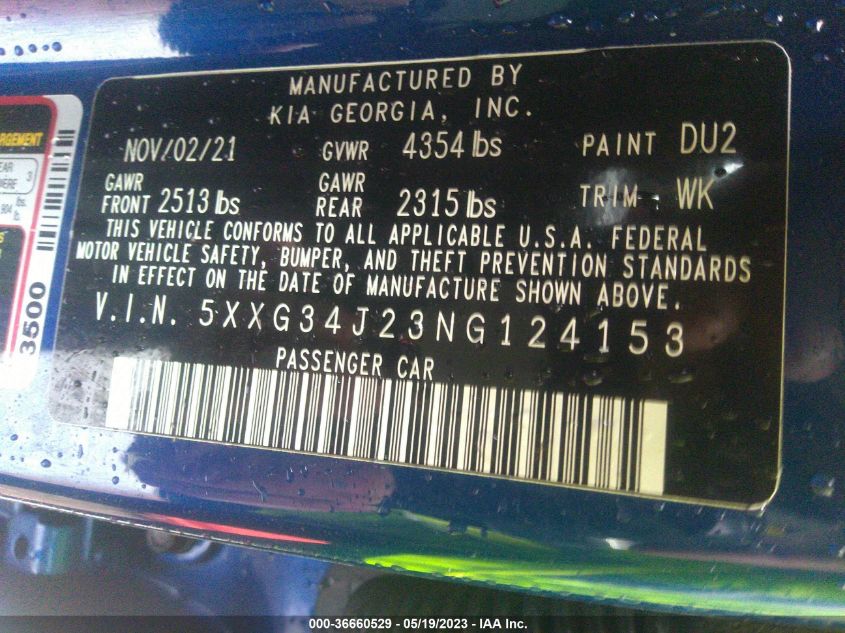 MANUFACTURED BY
KIA GEORGIA, INC.
NOV/02/21 GVWR 4354 lbs PAINT DU2
GAWR FRONT 2513 lbs GAWR REAR 2315 lbs TRIM WK
THIS VEHICLE CONFORMS TO ALL APPLICABLE U.S.A. FEDERAL
MOTOR VEHICLE SAFETY, BUMPER, AND THEFT PREVENTION STANDARDS
IN EFFECT ON THE DATE OF MANUFACTURE SHOWN ABOVE.
V.I.N. 5XXG34J23NG124153
PASSENGER CAR
3500
000-36660529 - 05/19/2023 - IAA Inc.